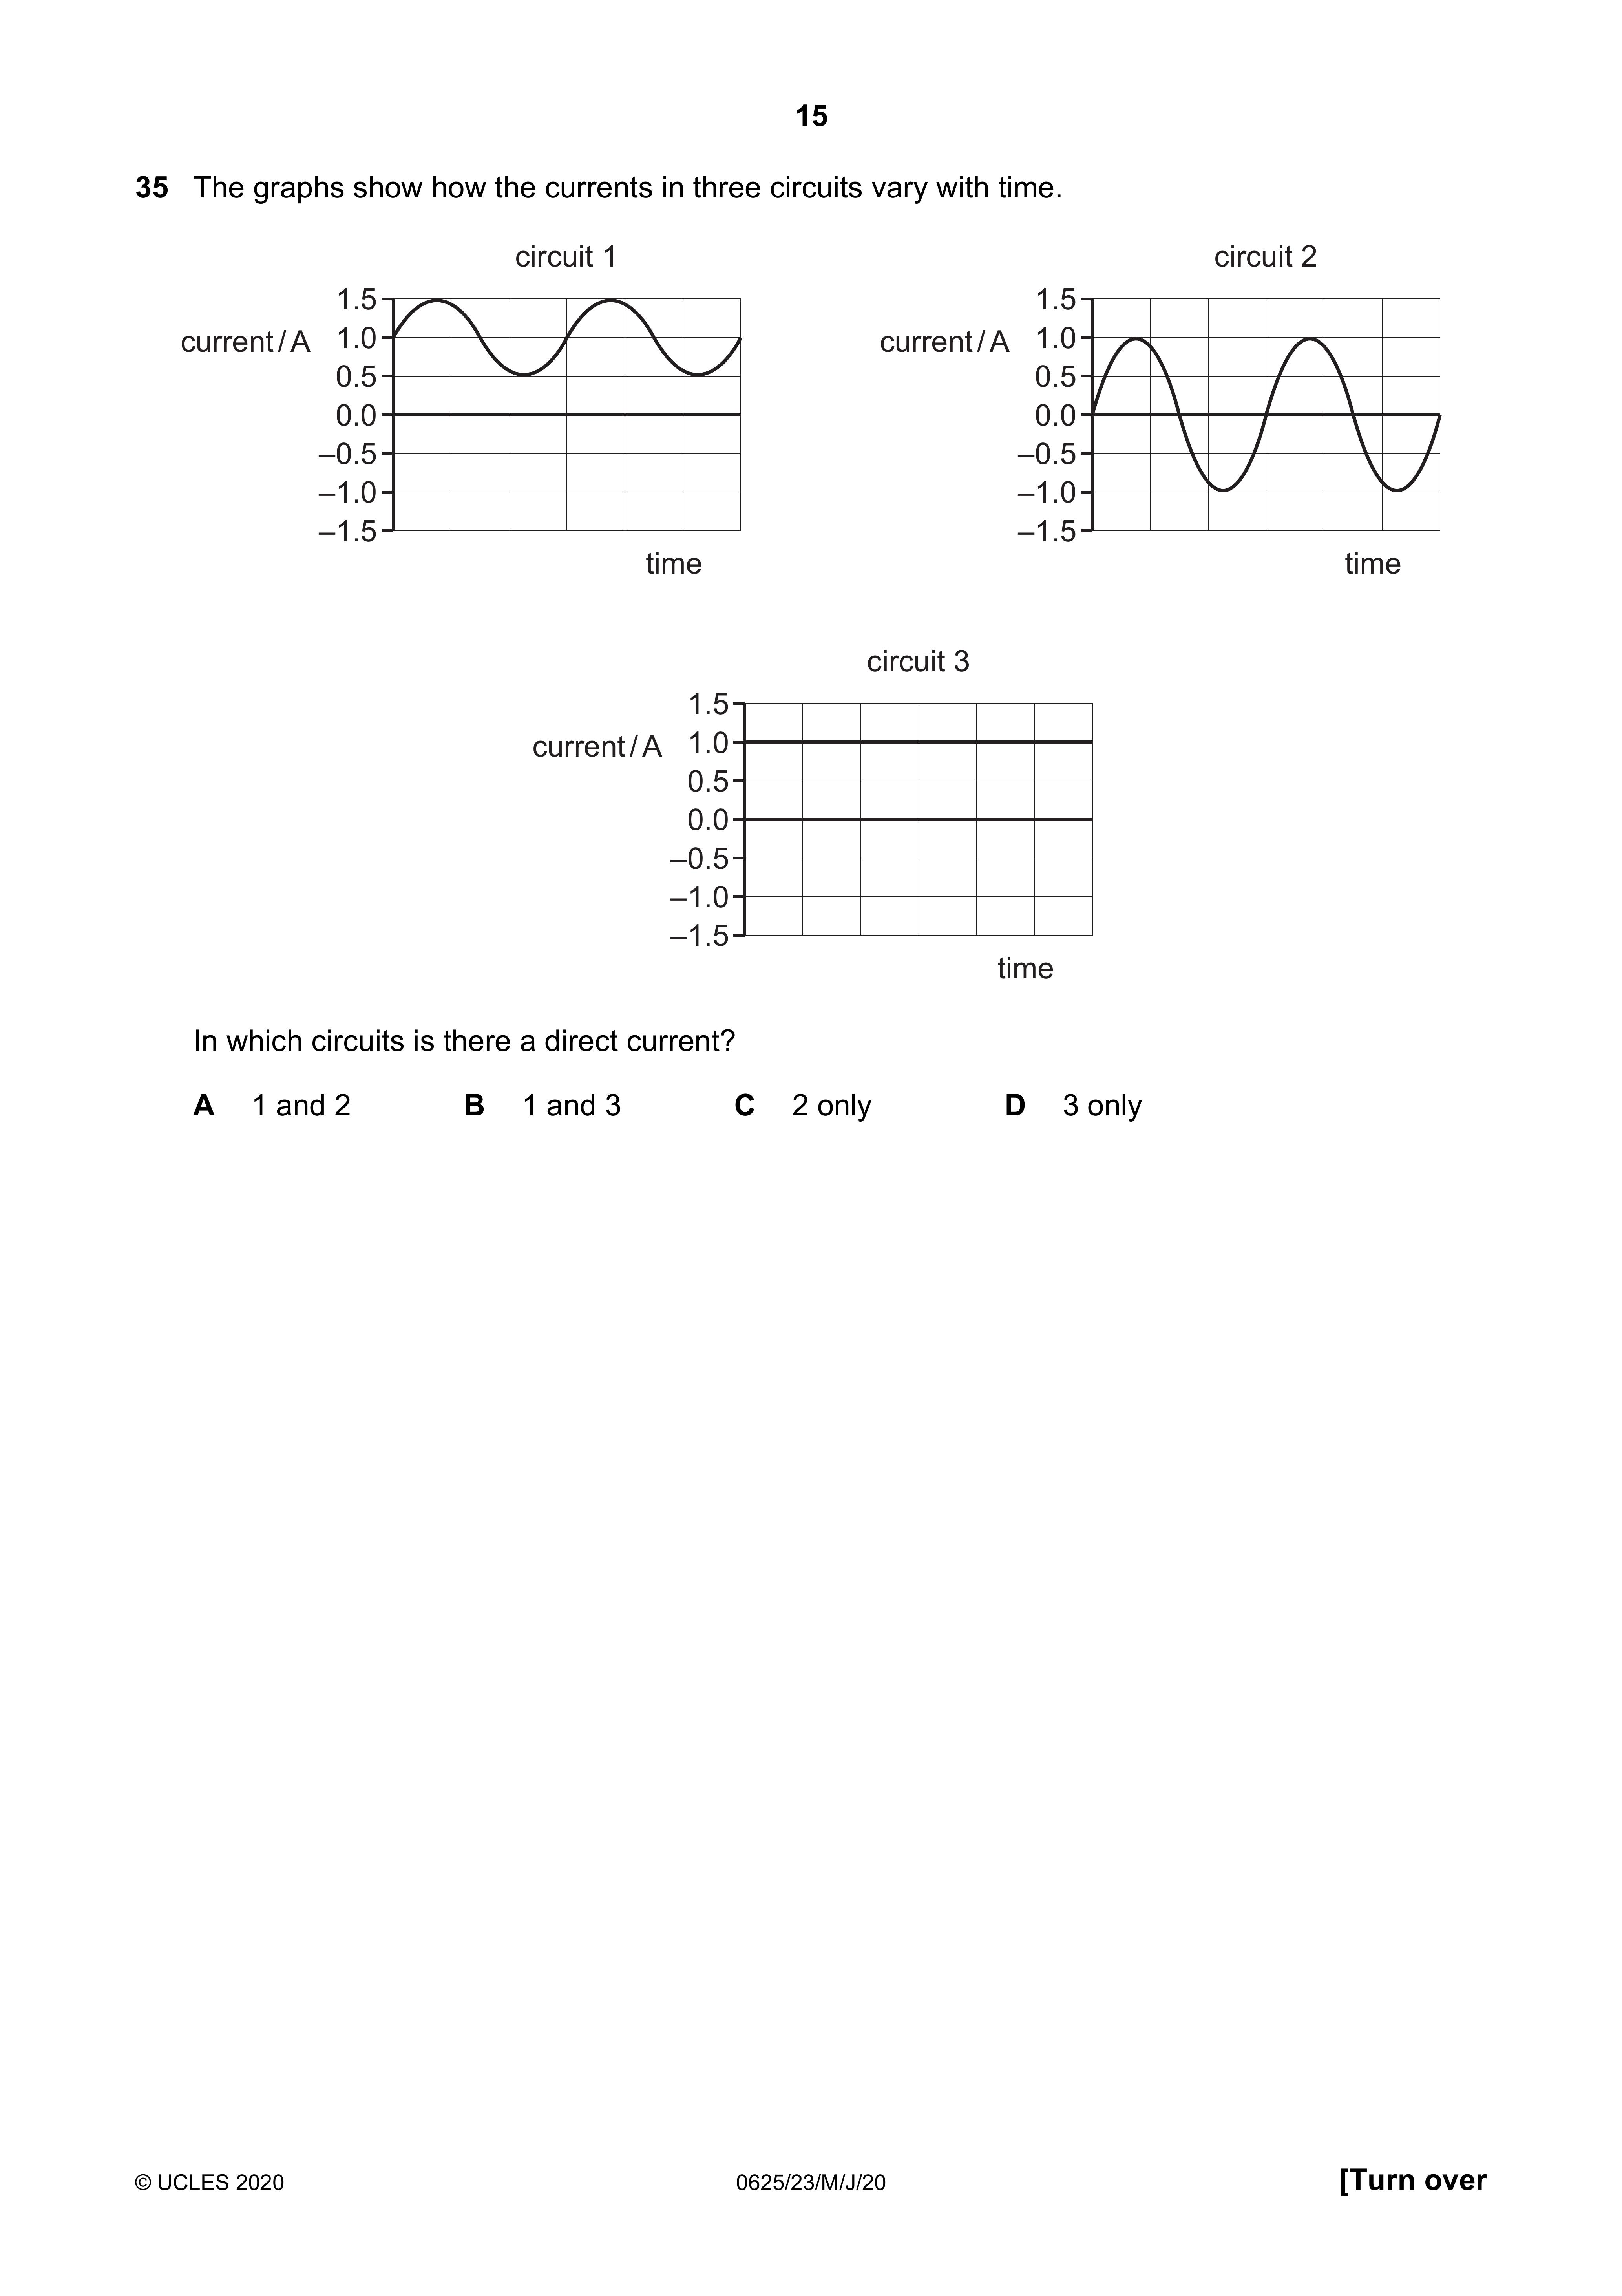 15
35 The graphs show how the currents in three circuits vary with time.
circuit 1
1.5
current / A 1.0
0.5
0.0
–0.5
–1.0
–1.5
time
circuit 2
1.5
current / A 1.0
0.5
0.0
–0.5
–1.0
–1.5
time
circuit 3
1.5
current / A 1.0
0.5
0.0
–0.5
–1.0
–1.5
time
In which circuits is there a direct current?
A 1 and 2 B 1 and 3 C 2 only D 3 only
© UCLES 2020 0625/23/M/J/20 [Turn over